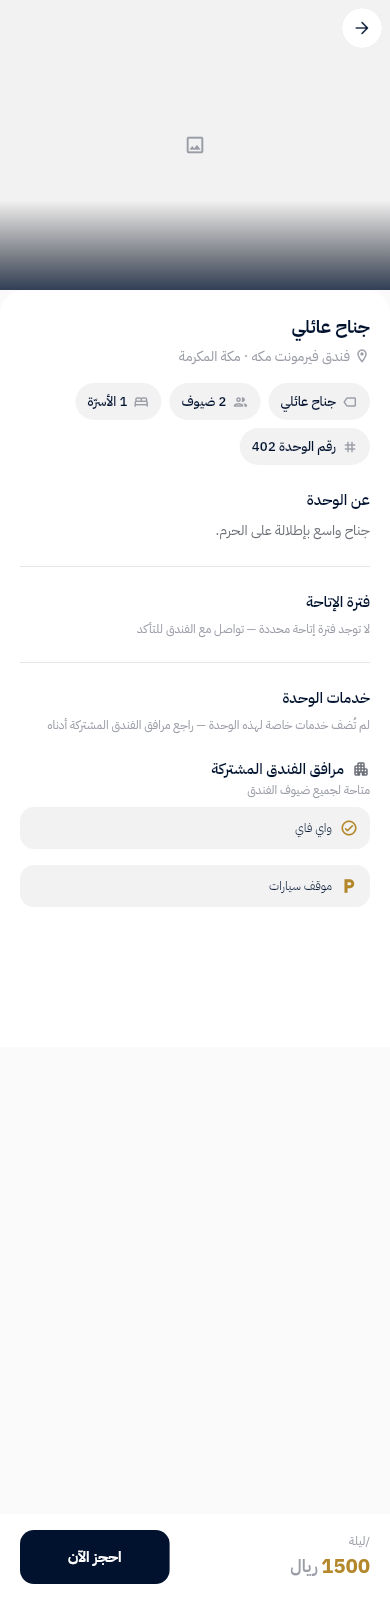 جناح عائلي
فندق فيرمونت مكه · مكة المكرمة
جناح عائلي 2 ضيوف 1 الأسرّة
رقم الوحدة 402
عن الوحدة
جناح واسع بإطلالة على الحرم.
فترة الإتاحة
لا توجد فترة إتاحة محددة — تواصل مع الفندق للتأكد
خدمات الوحدة
لم تُضف خدمات خاصة لهذه الوحدة — راجع مرافق الفندق المشتركة أدناه
مرافق الفندق المشتركة
متاحة لجميع ضيوف الفندق
واي فاي
P موقف سيارات
/ليلة
1500 ريال
احجز الآن